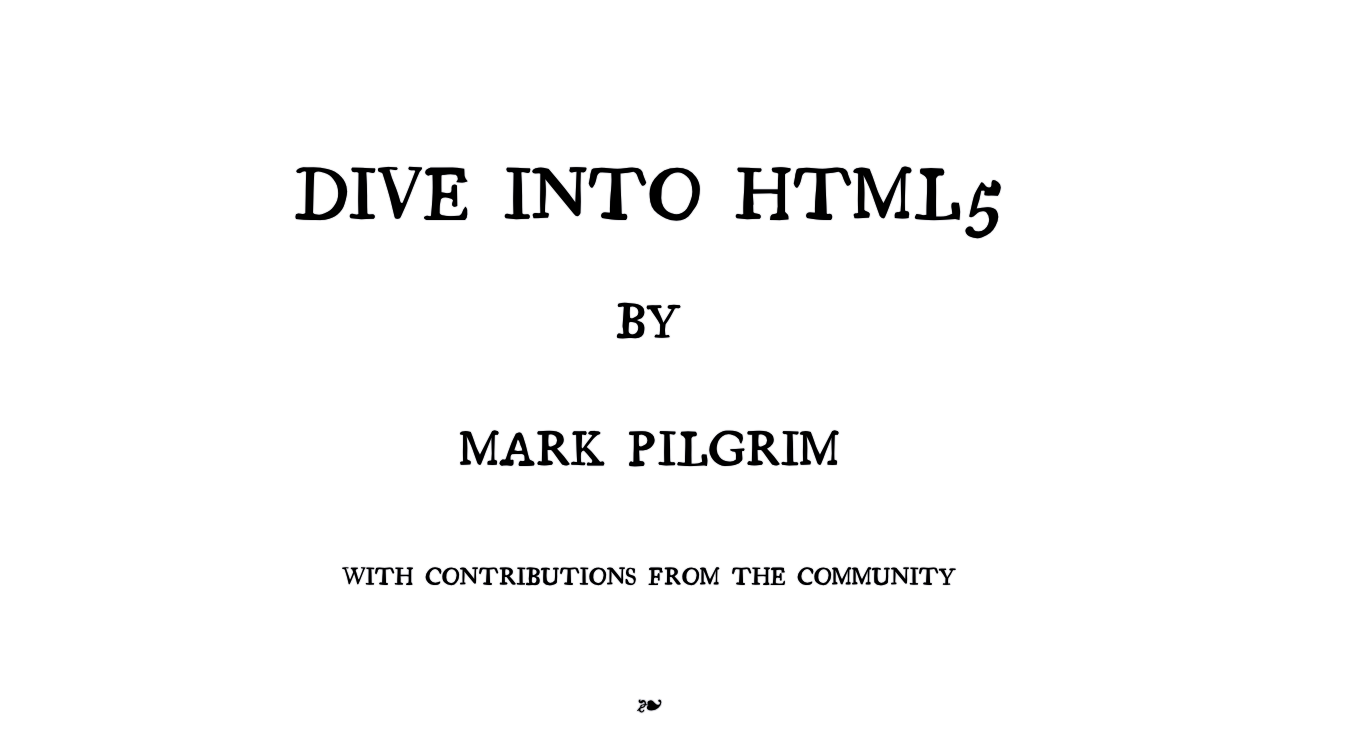 DIVE INTO HTML5
BY
MARK PILGRIM
WITH CONTRIBUTIONS FROM THE COMMUNITY
❧